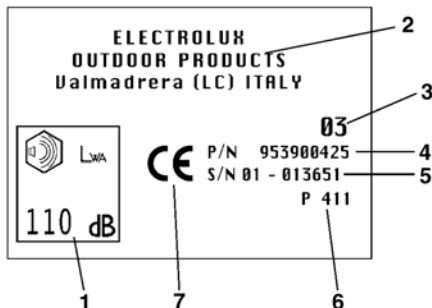 ELECTROLUX
OUTDOOR PRODUCTS
Valmadrera (LC) ITALY
2
03
3
LWA
CE
P/N 953900425
4
S/N 01 - 013651
5
110 dB
P 411
1
7
6